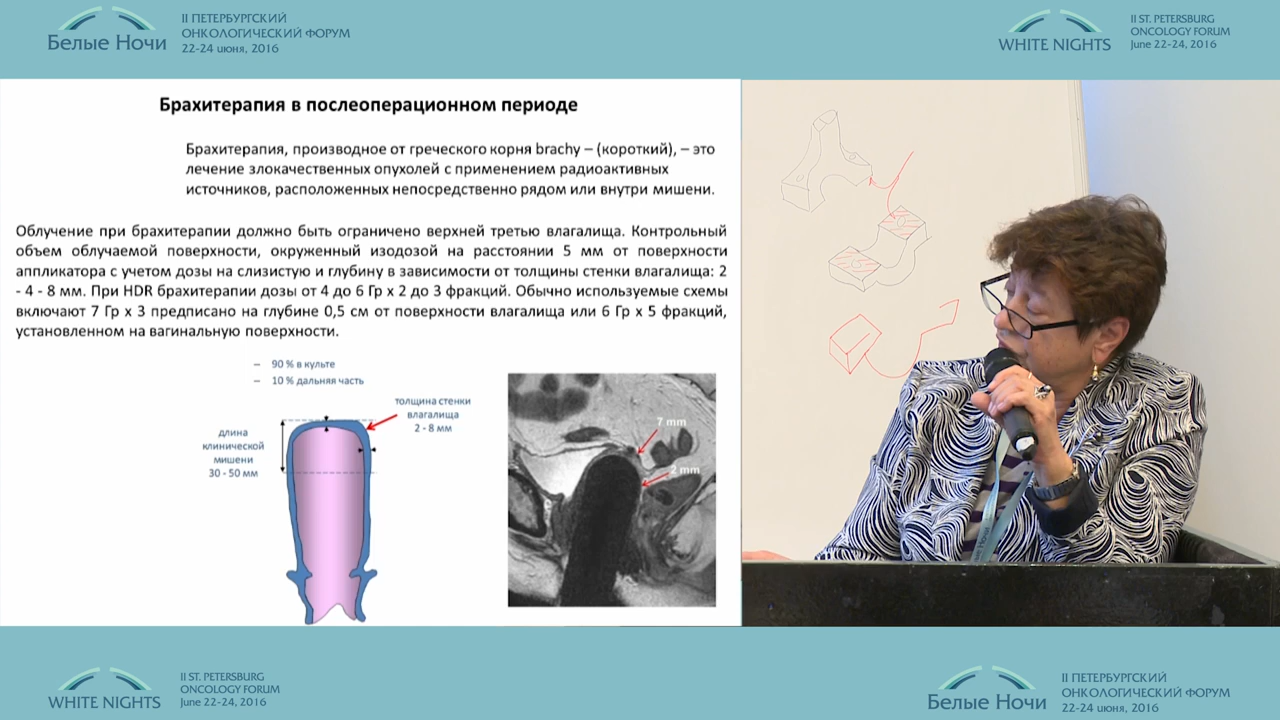 Белые Ночи
II ПЕТЕРБУРГСКИЙ
ОНКОЛОГИЧЕСКИЙ ФОРУМ
22-24 июня, 2016
WHITE NIGHTS
II ST. PETERSBURG
ONCOLOGY FORUM
June 22-24, 2016
Брахитерапия в послеоперационном периоде
Брахитерапия, производное от греческого корня brachy – (короткий), – это
лечение злокачественных опухолей с применением радиоактивных
источников, расположенных непосредственно рядом или внутри мишени.
Облучение при брахитерапии должно быть ограничено верхней третью влагалища. Контрольный
объем облучаемой поверхности, окруженный изодозой на расстоянии 5 мм от поверхности
аппликатора с учетом дозы на слизистую и глубину в зависимости от толщины стенки влагалища: 2
- 4 - 8 мм. При HDR брахитерапии дозы от 4 до 6 Гр х 2 до 3 фракций. Обычно используемые схемы
включают 7 Гр х 3 предписано на глубине 0,5 см от поверхности влагалища или 6 Гр х 5 фракций,
установленном на вагинальную поверхности.
– 90 % в культе
– 10 % дальняя часть
толщина стенки
влагалища
2 - 8 мм
длина
клинической
мишени
30 - 50 мм
7 mm
2 mm
WHITE NIGHTS
II ST. PETERSBURG
ONCOLOGY FORUM
June 22-24, 2016
Белые Ночи
II ПЕТЕРБУРГСКИЙ
ОНКОЛОГИЧЕСКИЙ ФОРУМ
22-24 июня, 2016